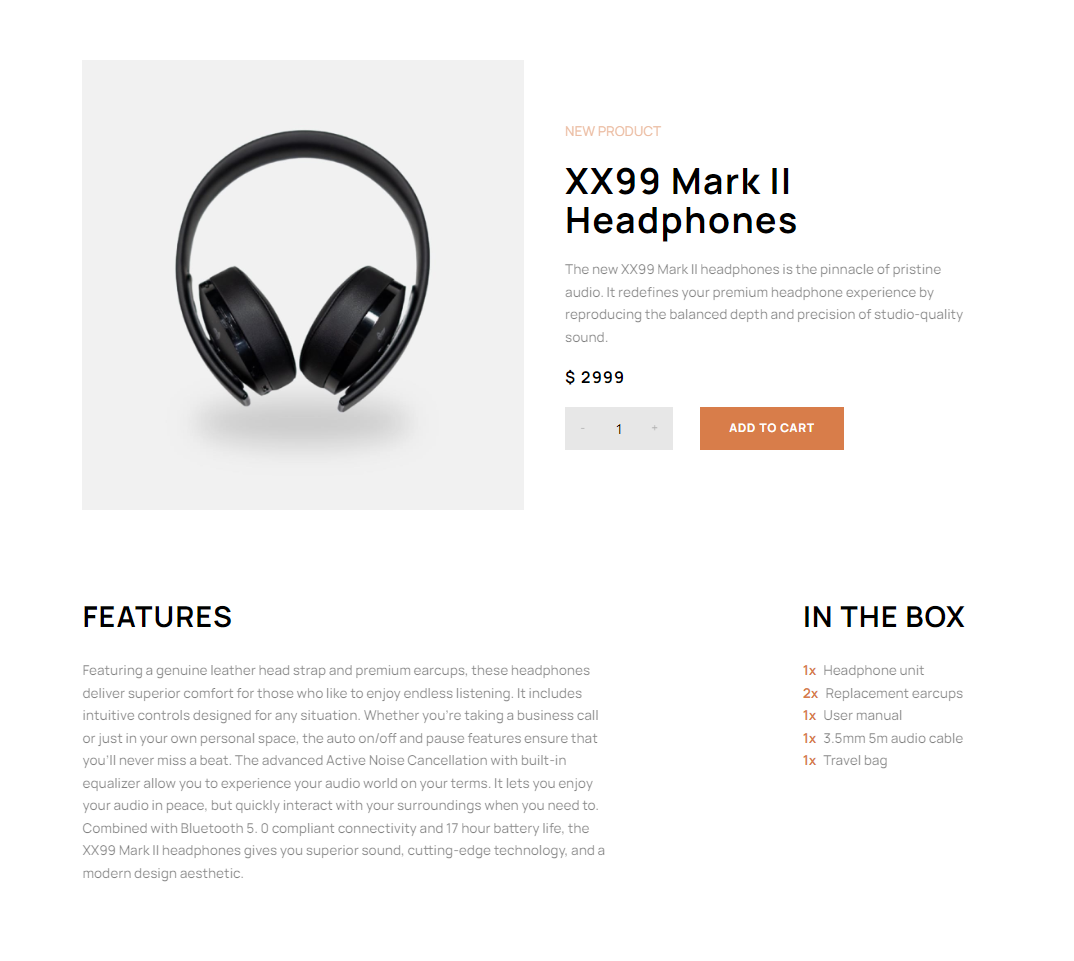 NEW PRODUCT
XX99 Mark II
Headphones
The new XX99 Mark II headphones is the pinnacle of pristine
audio. It redefines your premium headphone experience by
reproducing the balanced depth and precision of studio-quality
sound.
$ 2999
- 1 +
ADD TO CART
FEATURES
Featuring a genuine leather head strap and premium earcups, these headphones
deliver superior comfort for those who like to enjoy endless listening. It includes
intuitive controls designed for any situation. Whether you're taking a business call
or just in your own personal space, the auto on/off and pause features ensure that
you'll never miss a beat. The advanced Active Noise Cancellation with built-in
equalizer allow you to experience your audio world on your terms. It lets you enjoy
your audio in peace, but quickly interact with your surroundings when you need to.
Combined with Bluetooth 5. 0 compliant connectivity and 17 hour battery life, the
XX99 Mark II headphones gives you superior sound, cutting-edge technology, and a
modern design aesthetic.
IN THE BOX
1x Headphone unit
2x Replacement earcups
1x User manual
1x 3.5mm 5m audio cable
1x Travel bag